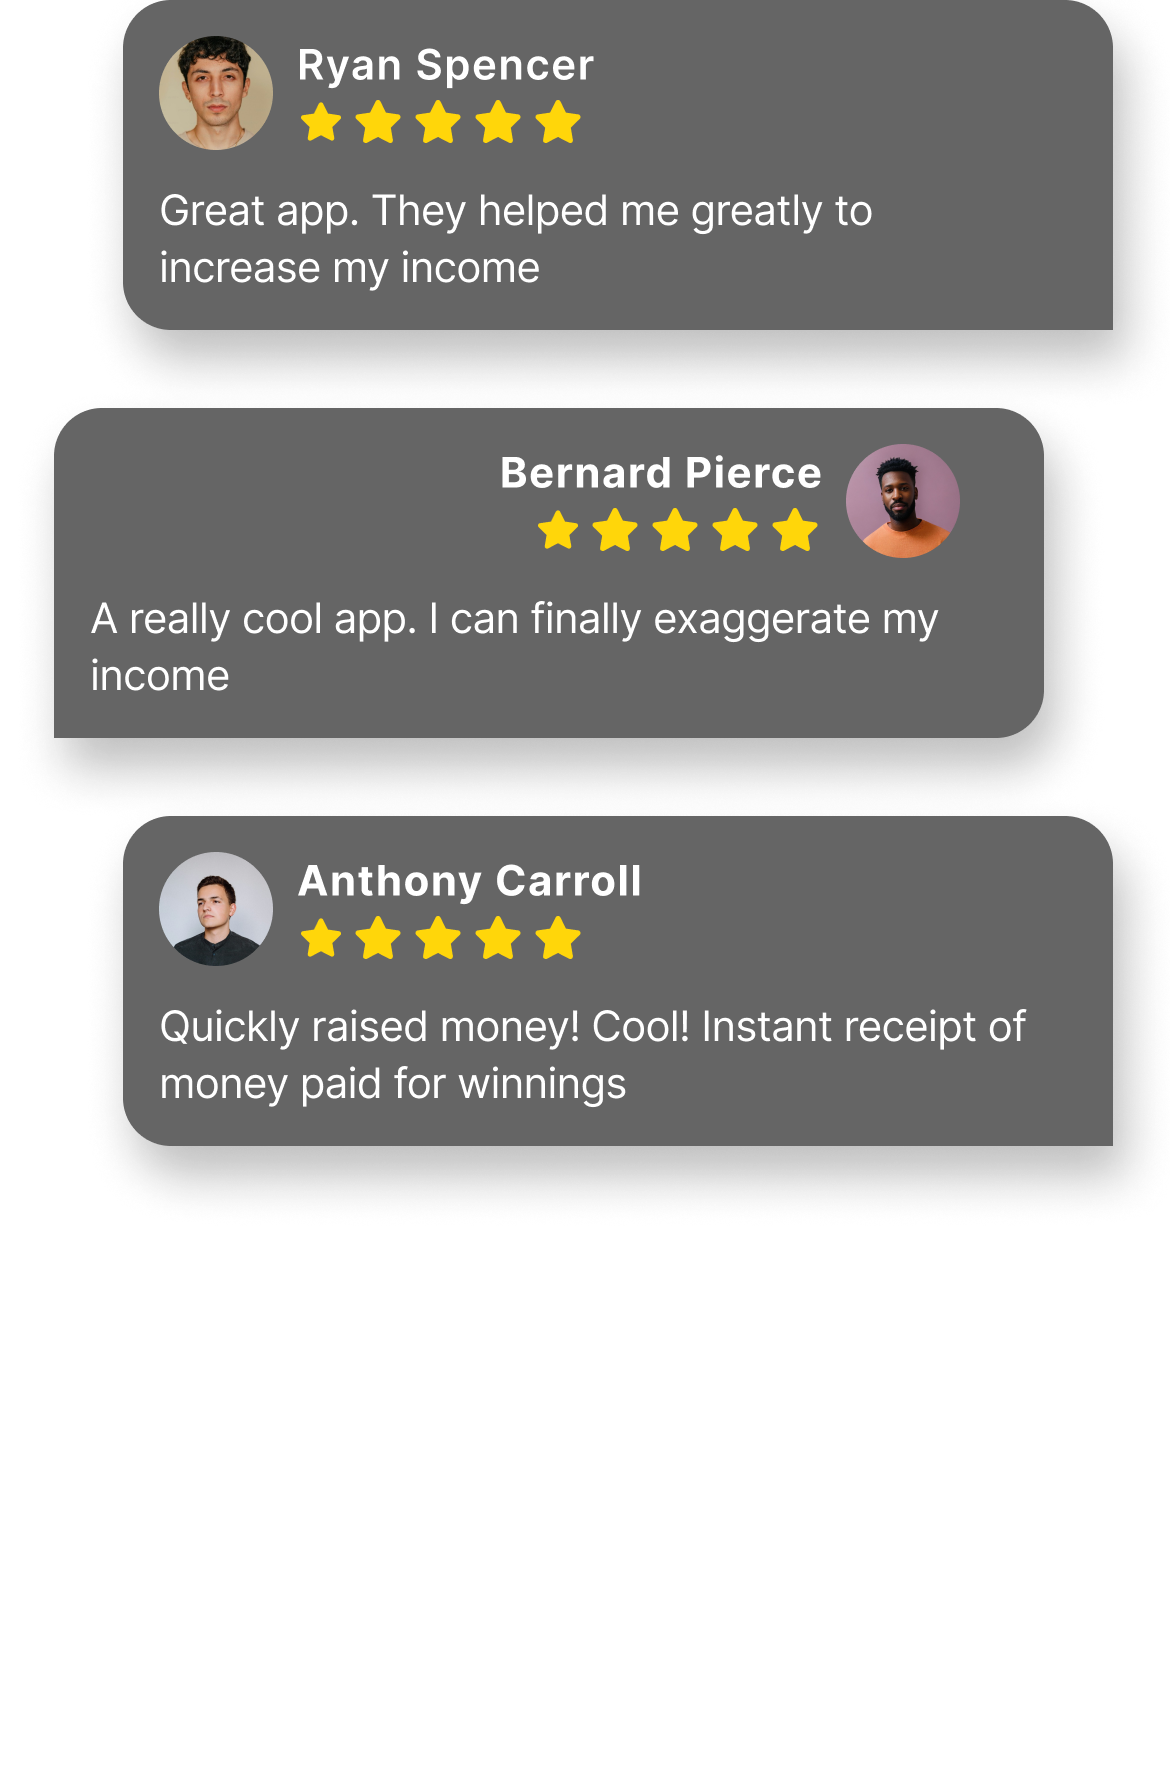 Ryan Spencer
Great app. They helped me greatly to
increase my income
Bernard Pierce
A really cool app. I can finally exaggerate my
income
Anthony Carroll
Quickly raised money! Cool! Instant receipt of
money paid for winnings